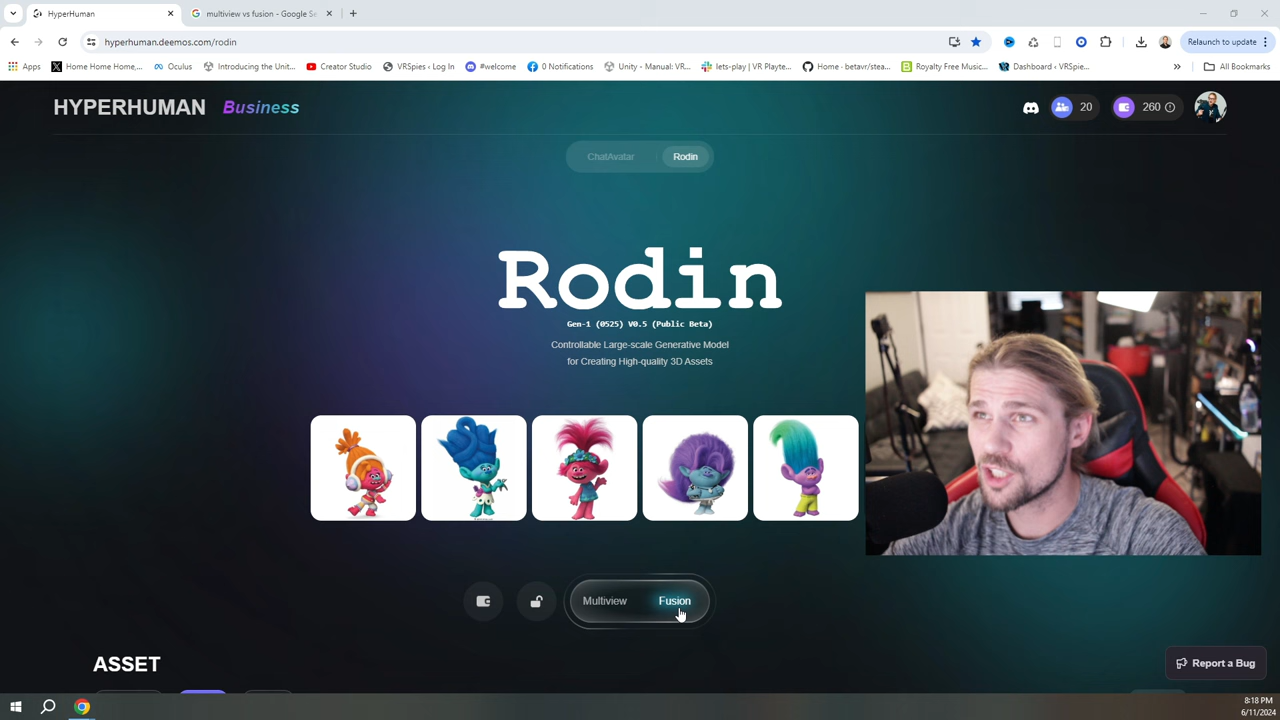 HyperHuman
multiview vs fusion - Google Se
hyperhuman.deemos.com/rodin
Relaunch to update
Apps
Home Home Home,...
Oculus
Introducing the Unit...
Creator Studio
VRSpies ‹ Log In
#welcome
0 Notifications
Unity - Manual: VR...
lets-play | VR Playte...
Home · betavr/stea...
Royalty Free Music...
Dashboard ‹ VRSpie...
»
All Bookmarks
HYPERHUMAN Business
20
260
ChatAvatar
Rodin
Rodin
Gen-1 (0525) V0.5 (Public Beta)
Controllable Large-scale Generative Model
for Creating High-quality 3D Assets
Multiview
Fusion
ASSET
Report a Bug
8:18 PM
6/11/2024